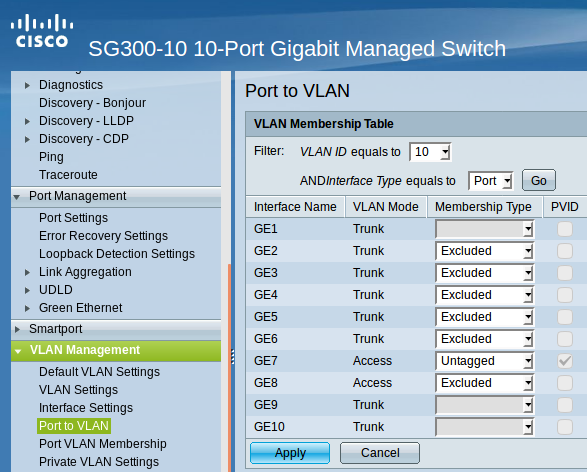 CISCO
SG300-10 10-Port Gigabit Managed Switch
Diagnostics
Discovery - Bonjour
Discovery - LLDP
Discovery - CDP
Ping
Traceroute
Port Management
Port Settings
Error Recovery Settings
Loopback Detection Settings
Link Aggregation
UDLD
Green Ethernet
Smartport
VLAN Management
Default VLAN Settings
VLAN Settings
Interface Settings
Port to VLAN
Port VLAN Membership
Private VLAN Settings
Port to VLAN
VLAN Membership Table
Filter: VLAN ID equals to 10
ANDInterface Type equals to Port Go
Interface Name VLAN Mode Membership Type PVID
GE1 Trunk
GE2 Trunk Excluded
GE3 Trunk Excluded
GE4 Trunk Excluded
GE5 Trunk Excluded
GE6 Trunk Excluded
GE7 Access Untagged
GE8 Access Excluded
GE9 Trunk
GE10 Trunk
Apply Cancel